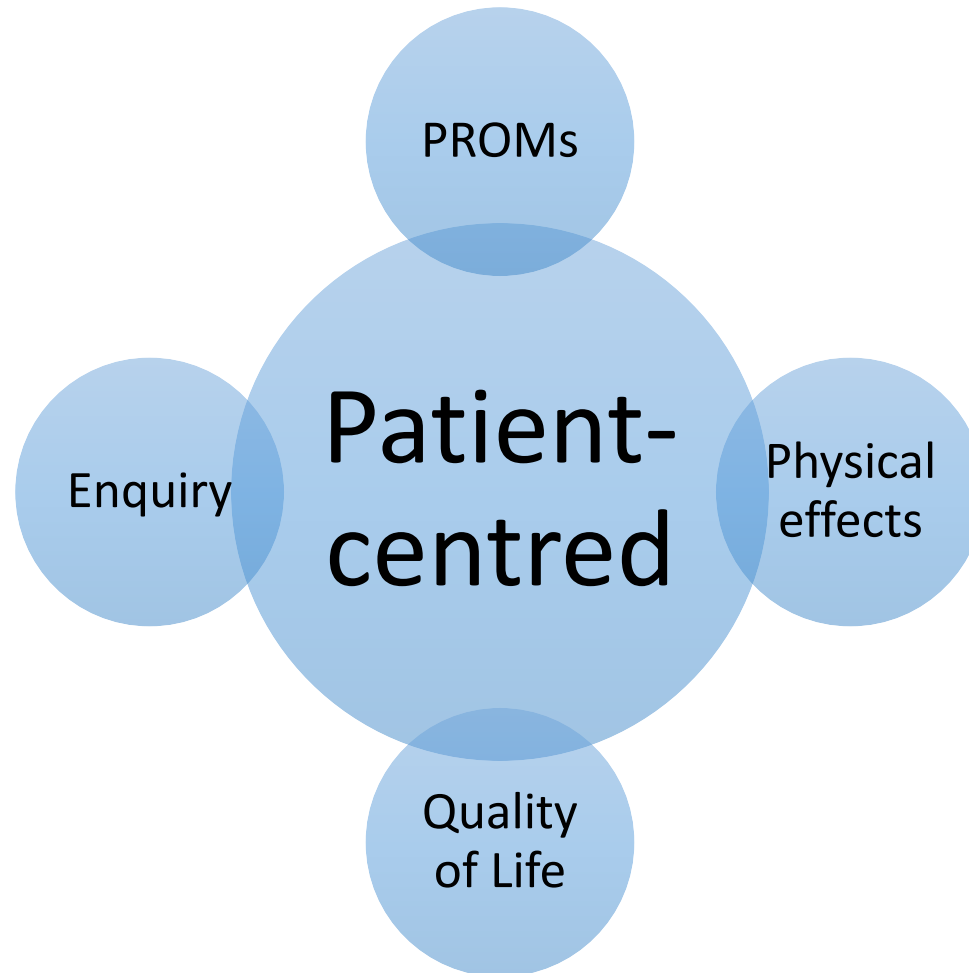 PROMs
Patient-
centred
Enquiry
Physical
effects
Quality
of Life